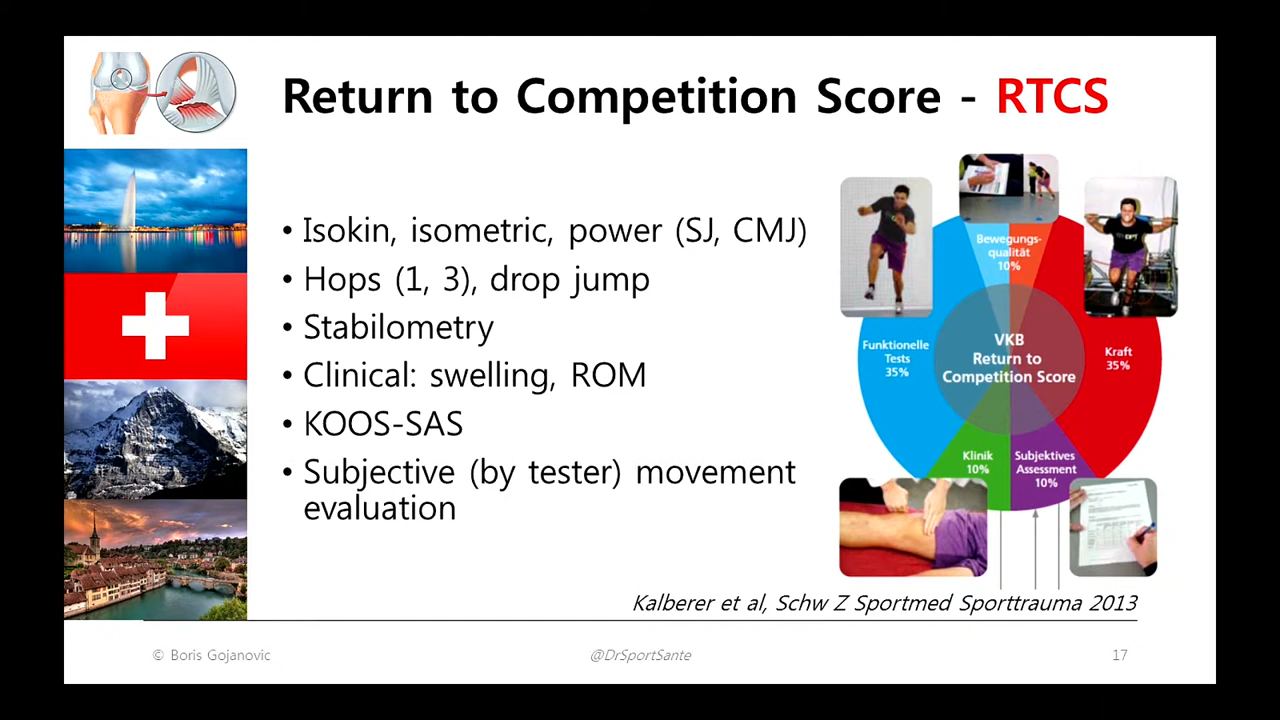 Return to Competition Score - RTCS
• Isokin, isometric, power (SJ, CMJ)
• Hops (1, 3), drop jump
• Stabilometry
• Clinical: swelling, ROM
• KOOS-SAS
• Subjective (by tester) movement
evaluation
Bewegungs-
qualität
10%
Funktionelle
Tests
35%
VKB
Return to
Competition Score
Kraft
35%
Klinik
10%
Subjektives
Assessment
10%
Kalberer et al, Schw Z Sportmed Sporttrauma 2013
© Boris Gojanovic
@DrSportSante
17